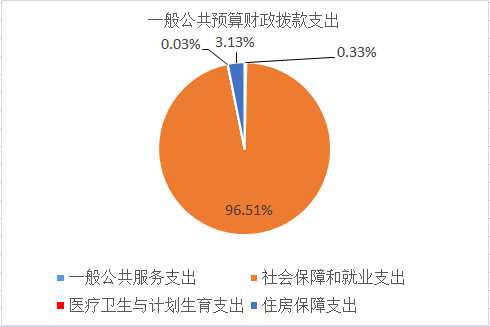 一般公共预算财政拨款支出
0.03% 3.13% 0.33%
96.51%
一般公共服务支出 社会保障和就业支出
医疗卫生与计划生育支出 住房保障支出